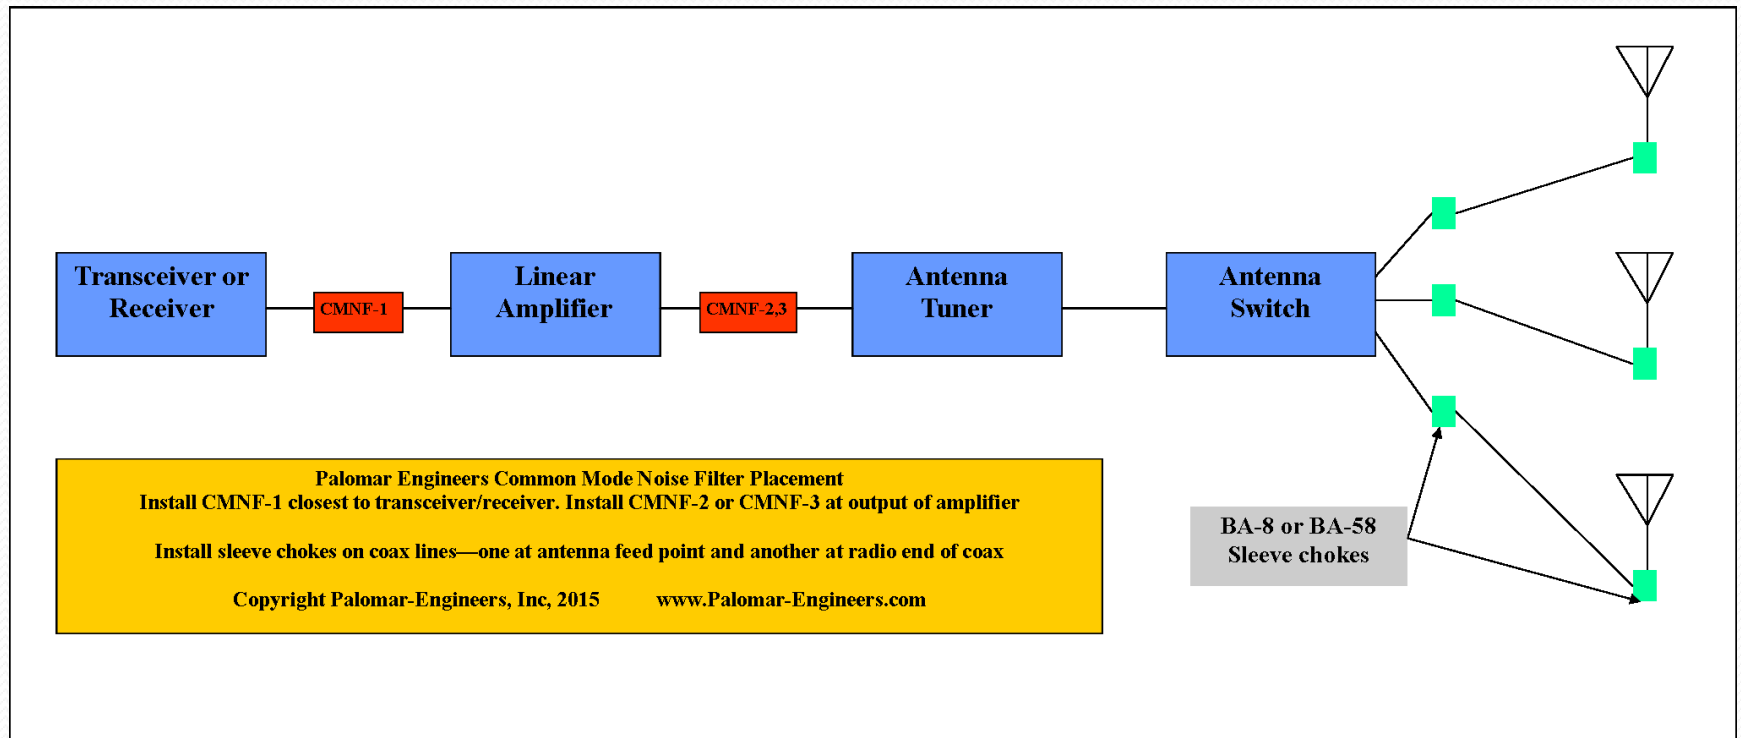 Transceiver or
Receiver
CMNF-1
Linear
Amplifier
CMNF-2,3
Antenna
Tuner
Antenna
Switch
Palomar Engineers Common Mode Noise Filter Placement
Install CMNF-1 closest to transceiver/receiver. Install CMNF-2 or CMNF-3 at output of amplifier
Install sleeve chokes on coax lines—one at antenna feed point and another at radio end of coax
Copyright Palomar-Engineers, Inc, 2015 www.Palomar-Engineers.com
BA-8 or BA-58
Sleeve chokes